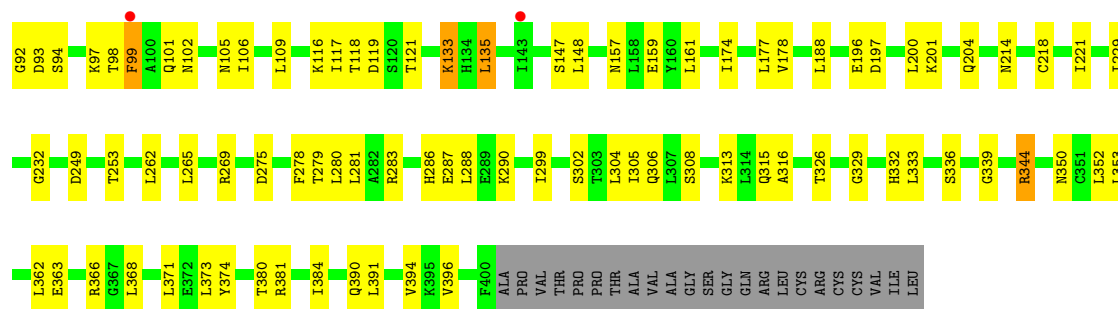 G92 D93 S94 K97 T98 F99 A100 Q101 N102 N105 I106 L109 K116 I117 T118 D119 S120 T121 K133 H134 L135 I143 S147 L148 N157 L158 E159 Y160 L161 I174 L177 V178 L188 E196 D197 L200 K201 Q204 N214 C218 I221
G232 D249 T253 L262 L265 R269 D275 F278 T279 L280 L281 A282 R283 H286 E287 L288 E289 K290 I299 S302 T303 L304 I305 Q306 L307 S308 K313 L314 Q315 A316 T326 G329 H332 L333 S336 G339 R344 N350 C351 L352
L362 E363 R366 G367 L368 L371 E372 L373 Y374 T380 R381 I384 Q390 L391 V394 K395 V396 F400 ALA PRO VAL THR PRO PRO THR ALA VAL ALA GLY SER GLY GLN ARG LEU CYS ARG CYS CYS VAL ILE LEU